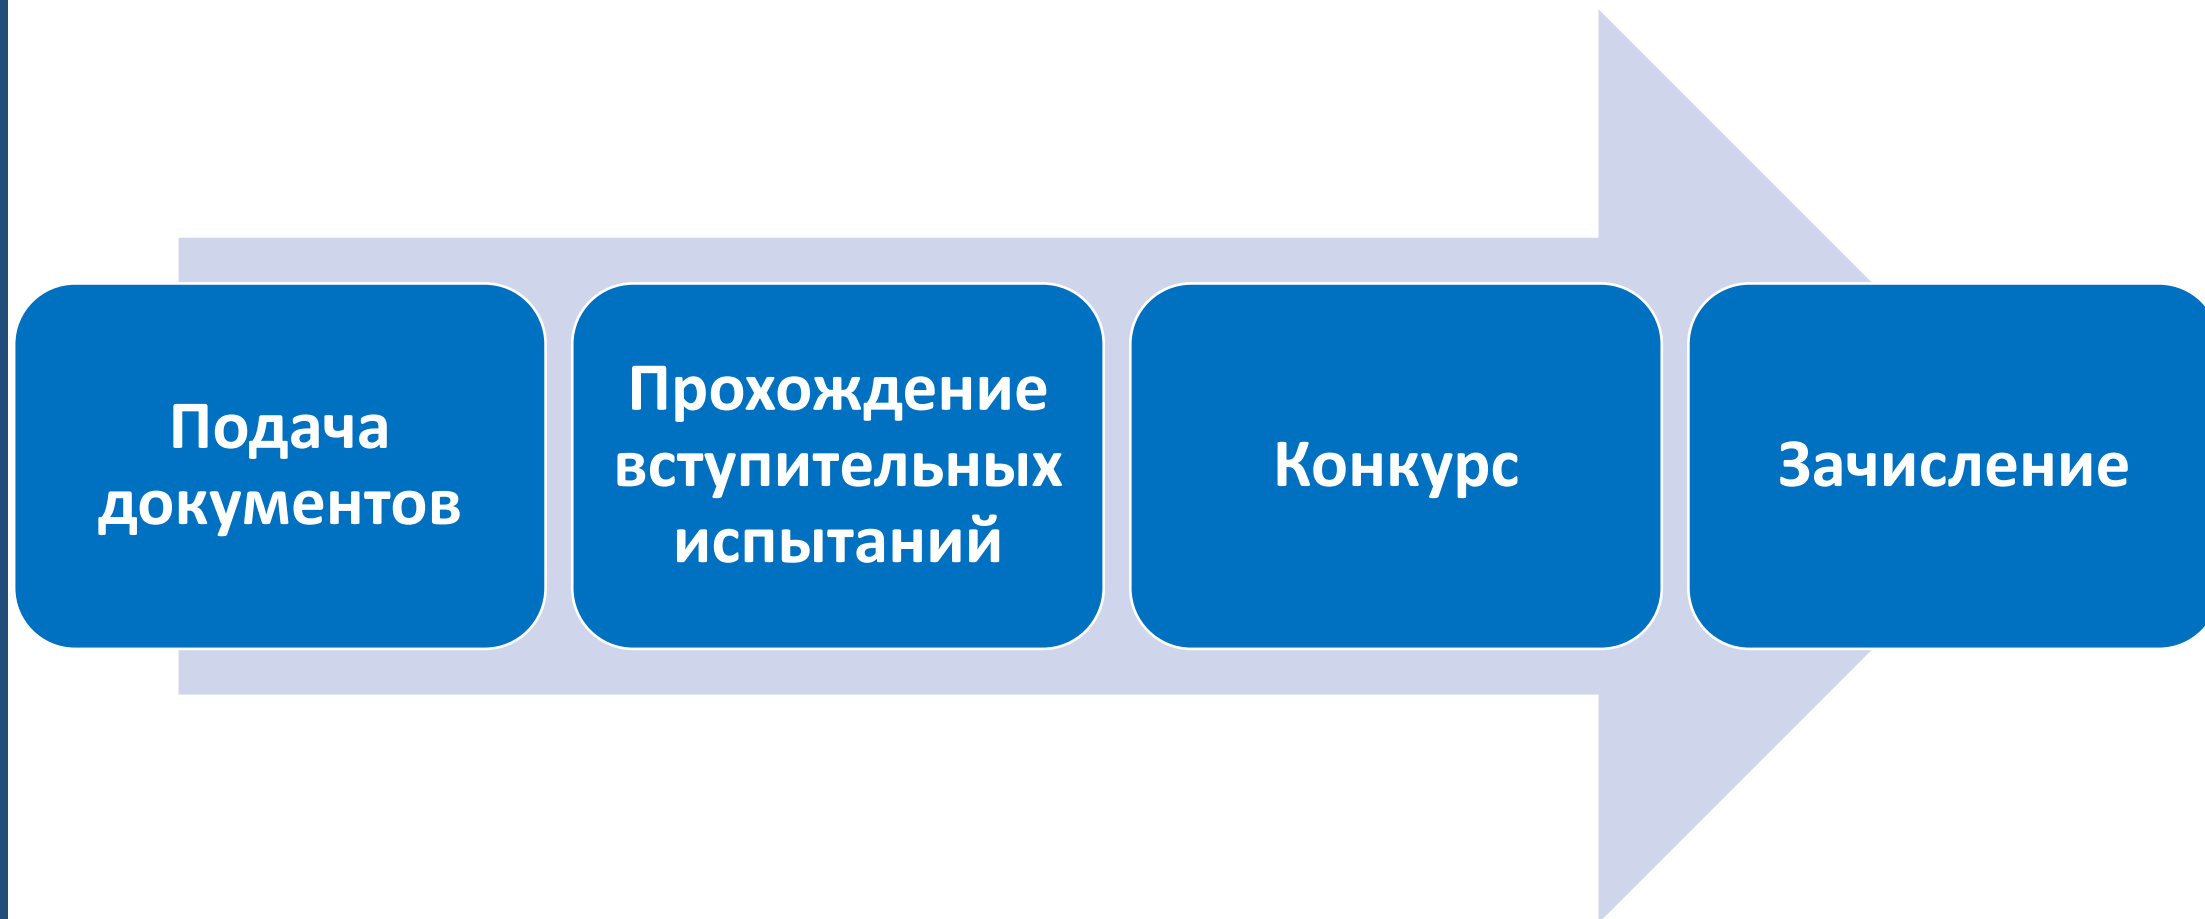 Подача
документов
Прохождение
вступительных
испытаний
Конкурс
Зачисление